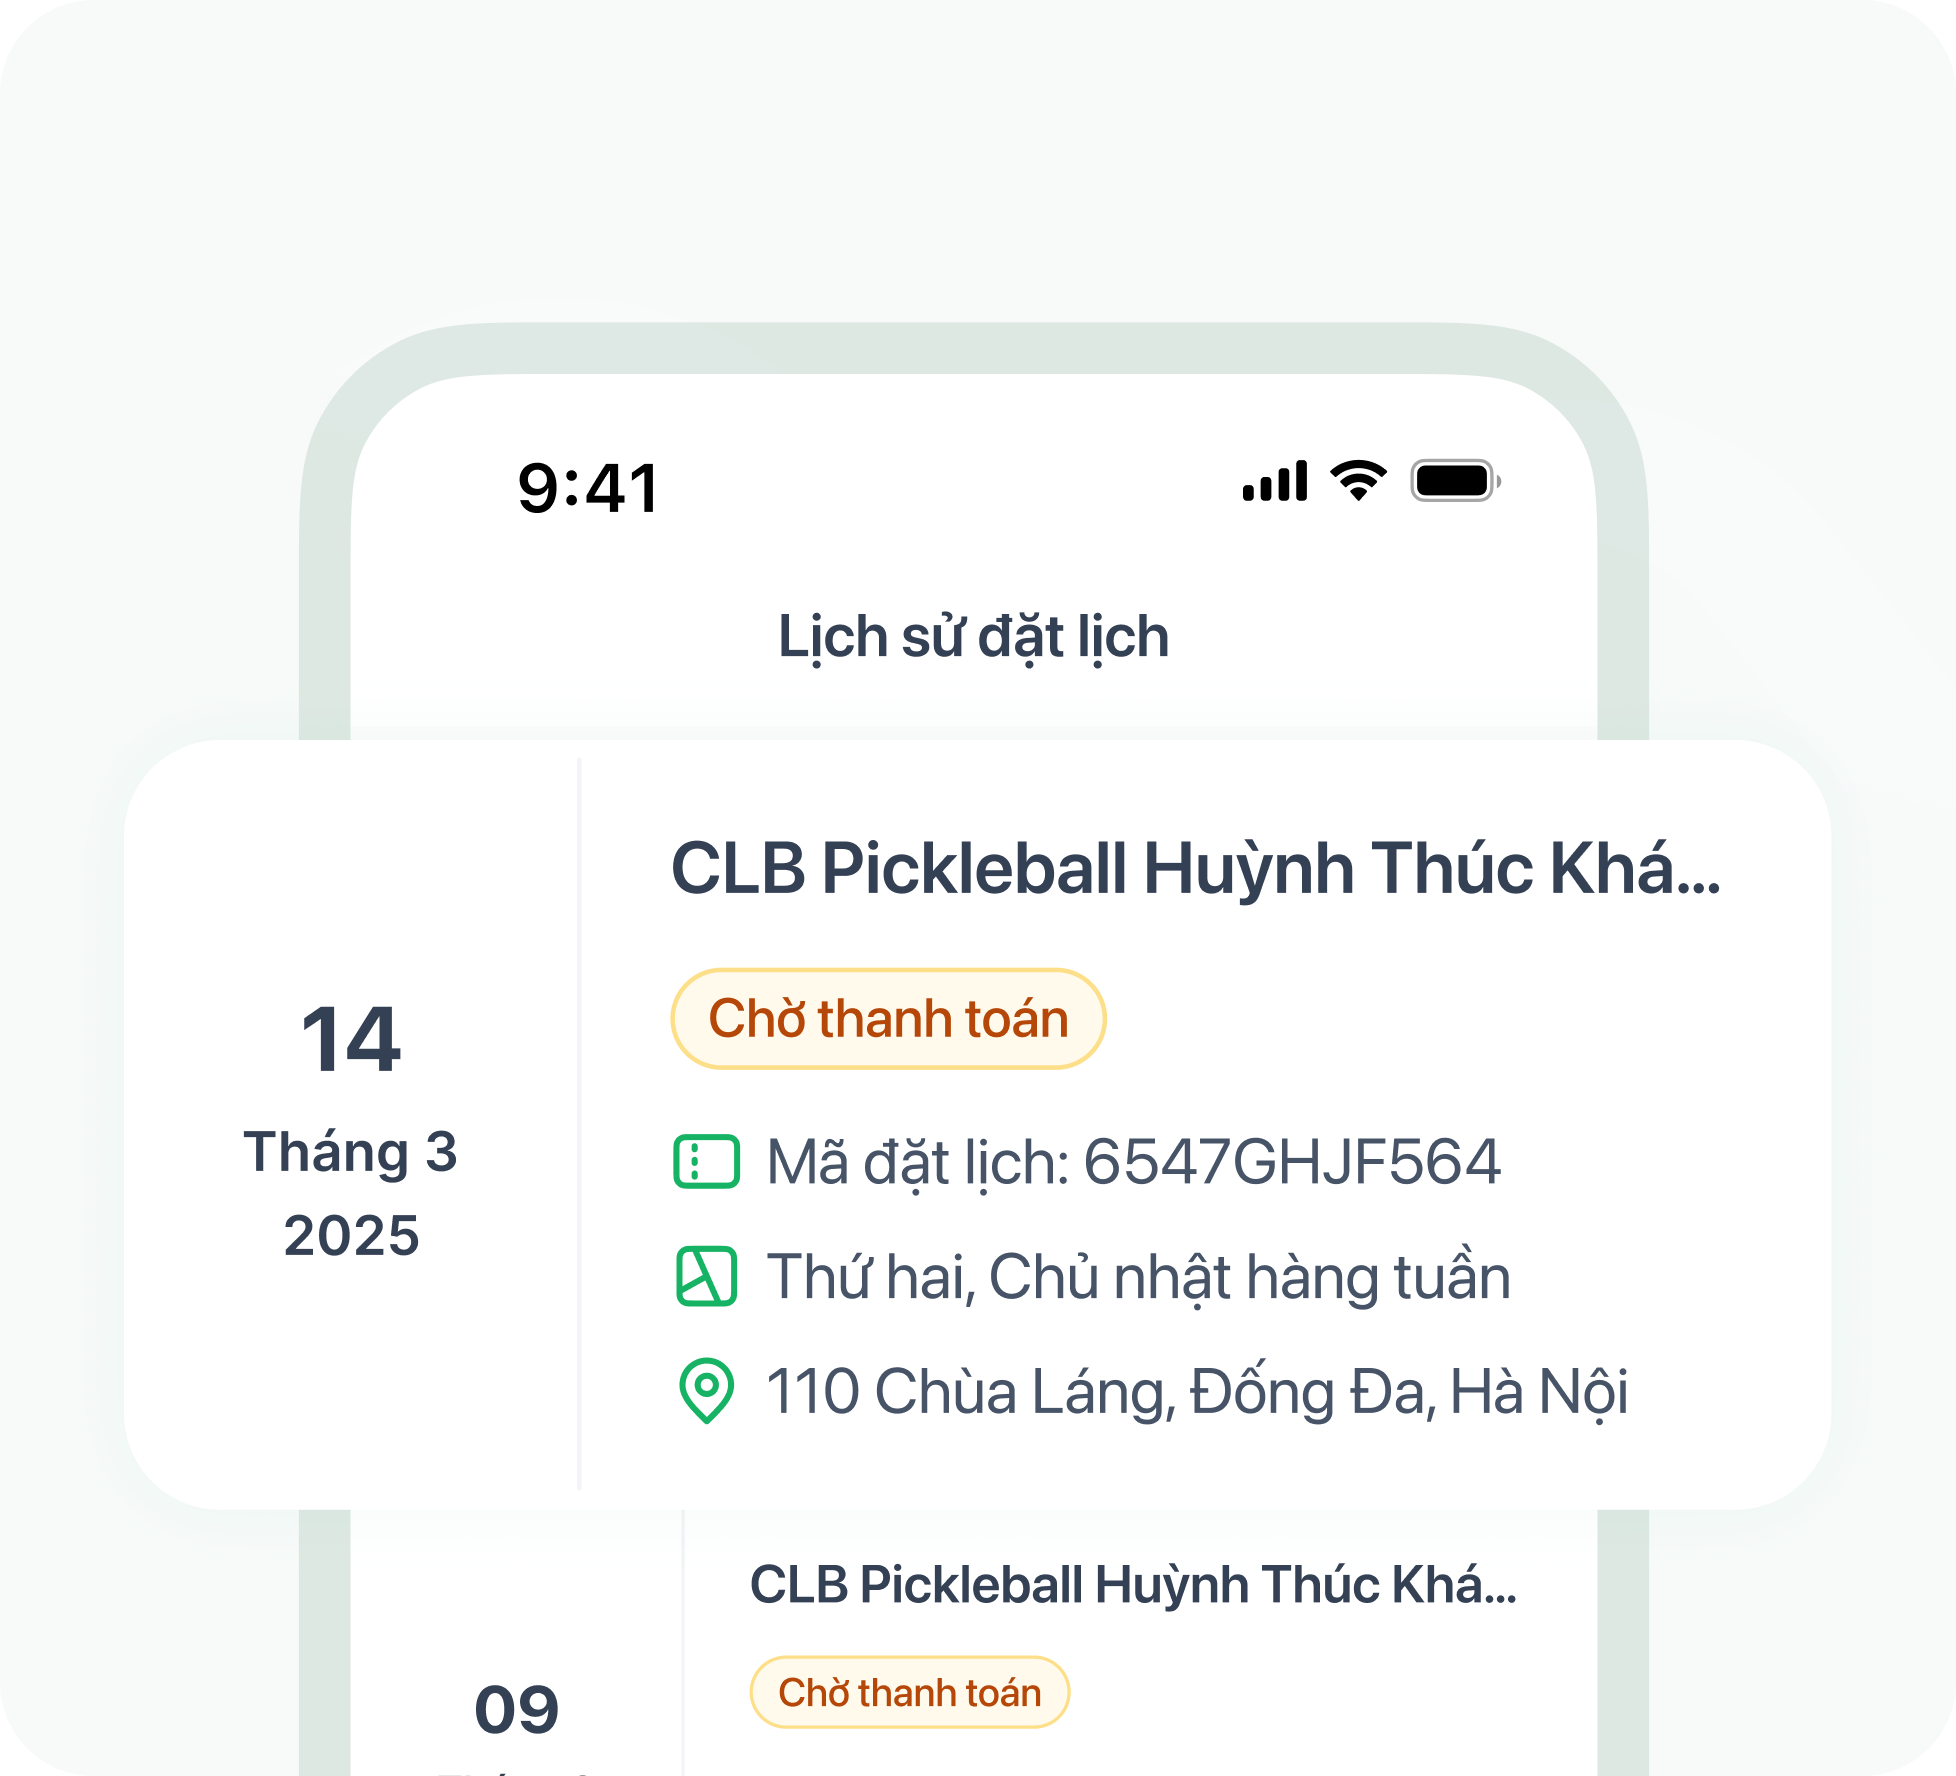 9:41
Lịch sử đặt lịch
CLB Pickleball Huỳnh Thúc Khá...
Chờ thanh toán
14
Tháng 3
2025
Mã đặt lịch: 6547GHJF564
Thứ hai, Chủ nhật hàng tuần
110 Chùa Láng, Đống Đa, Hà Nội
CLB Pickleball Huỳnh Thúc Khá...
Chờ thanh toán
09